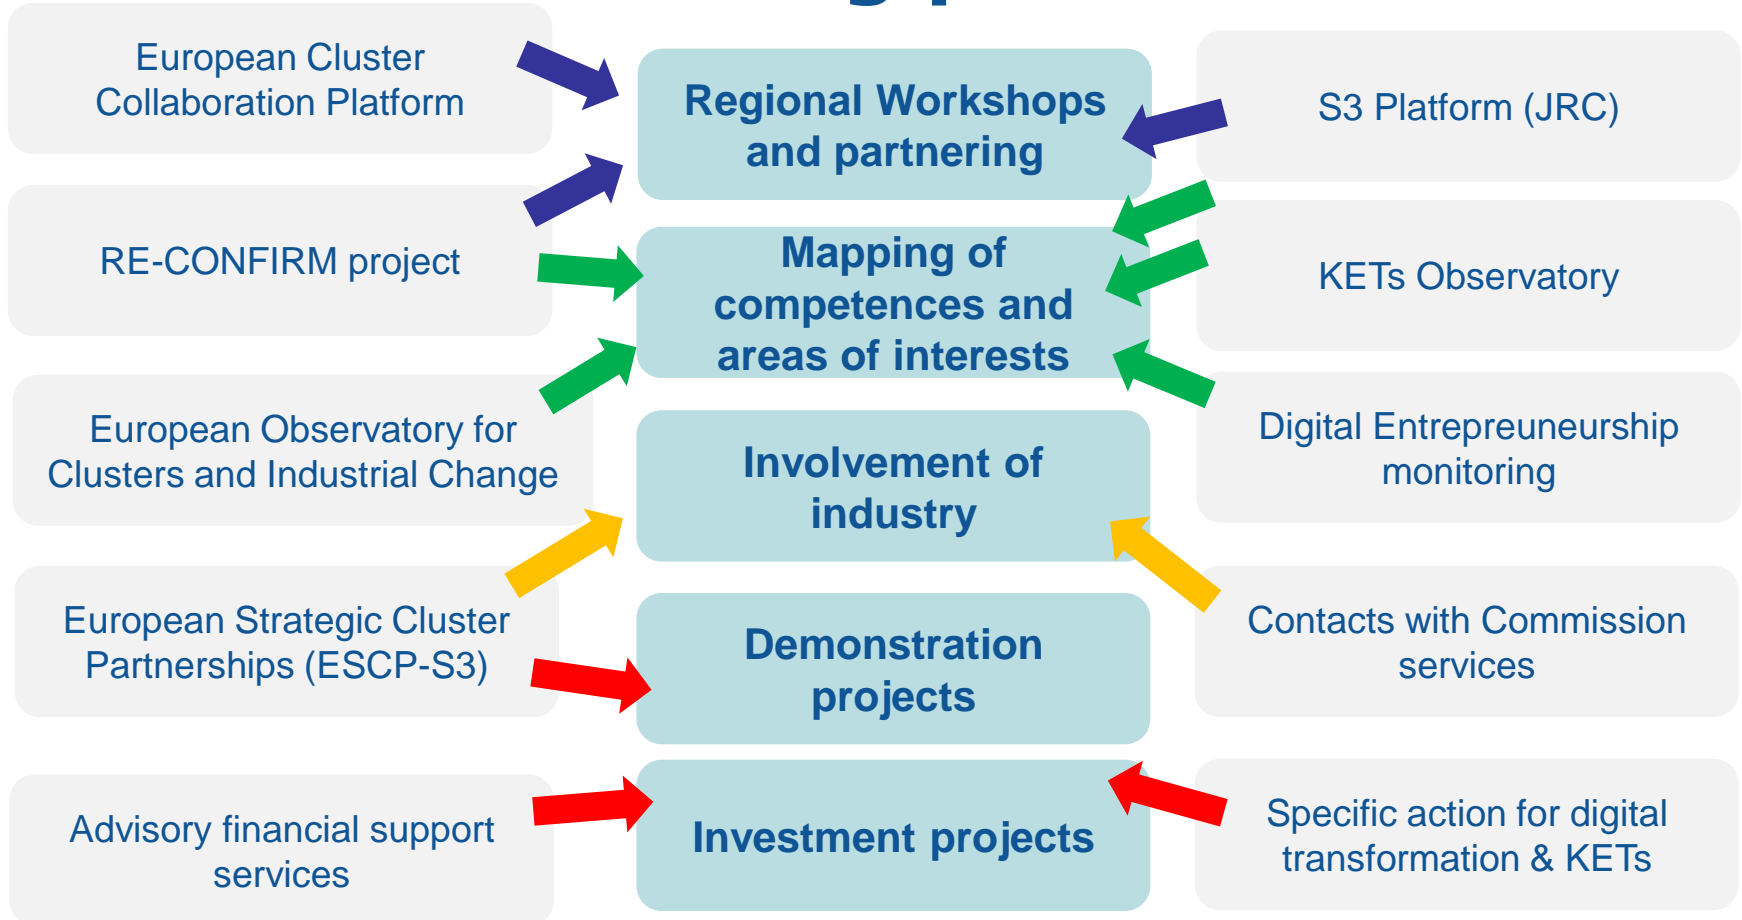 European Cluster
Collaboration Platform
RE-CONFIRM project
European Observatory for
Clusters and Industrial Change
European Strategic Cluster
Partnerships (ESCP-S3)
Advisory financial support
services
Regional Workshops
and partnering
Mapping of
competences and
areas of interests
Involvement of
industry
Demonstration
projects
Investment projects
S3 Platform (JRC)
KETs Observatory
Digital Entrepreuneurship
monitoring
Contacts with Commission
services
Specific action for digital
transformation & KETs